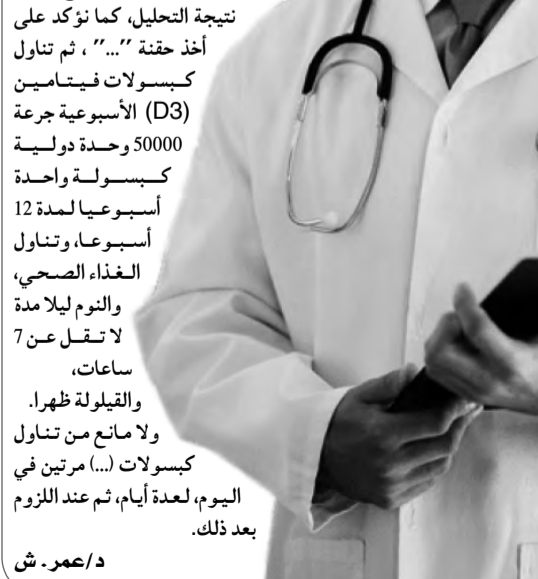 نتيجة التحليل، كما نؤكد على
أخذ حقنة "..." ، ثم تناول
كبسولات فيتامين
(D3) الأسبوعية جرعة
50000 وحدة دولية
كبسولة واحدة
أسبوعيا لمدة 12
أسبوعا، وتناول
الغذاء الصحي،
والنوم ليلا مدة
لا تقل عن 7
ساعات،
والقيلولة ظهرا.
ولا مانع من تناول
كبسولات (...) مرتين في
اليوم، لعدة أيام، ثم عند اللزوم
بعد ذلك.
د/عمر. ش